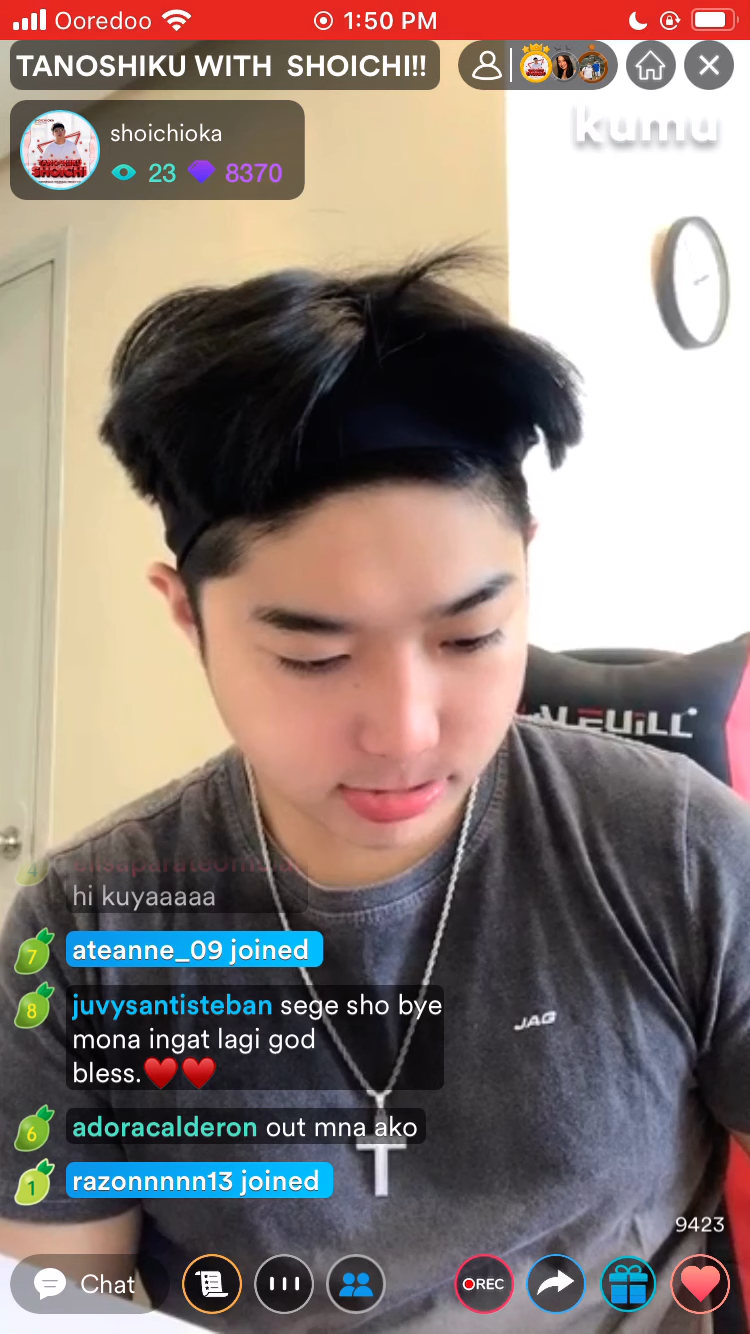 Ooredoo
1:50 PM
TANOSHIKU WITH SHOICHI!!
kumu
shoichioka
23 8370
TANOSHIKU
SHOICHI
hi kuyaaaaa
7 ateanne_09 joined
8 juvysantisteban sege sho bye
mona ingat lagi god
bless.❤️❤️
JAG
6 adoracalderon out mna ako
1 razonnnnn13 joined
9423
Chat
REC